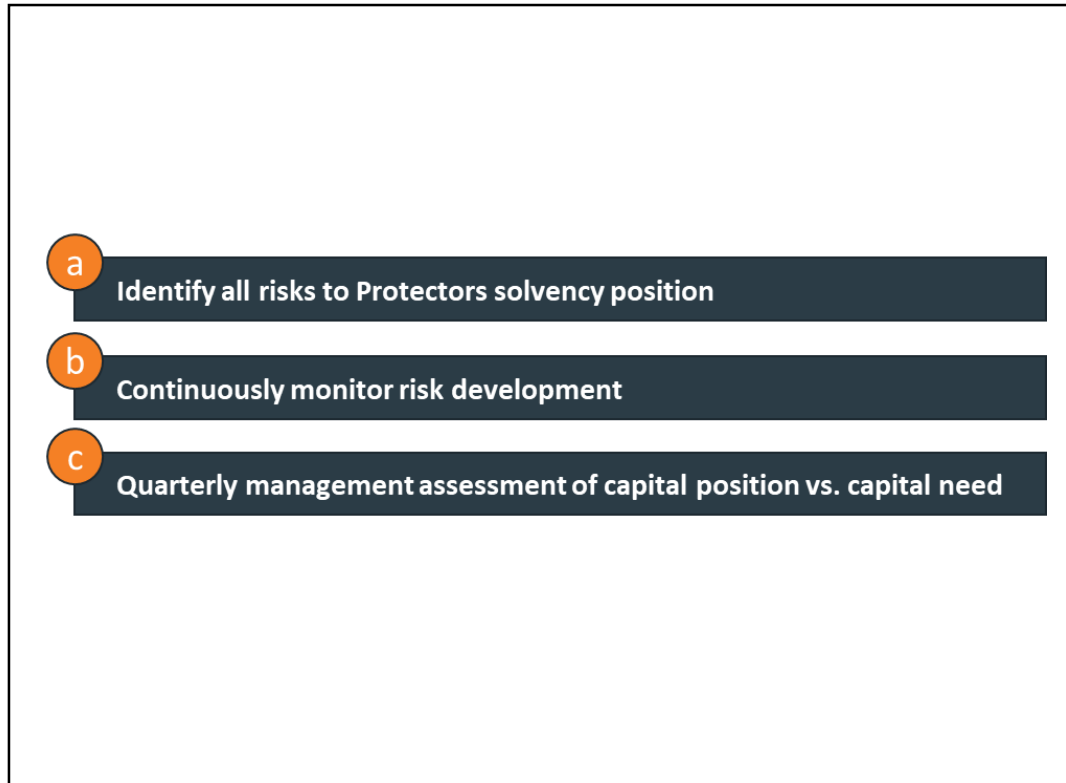 a
Identify all risks to Protectors solvency position
b
Continuously monitor risk development
c
Quarterly management assessment of capital position vs. capital need